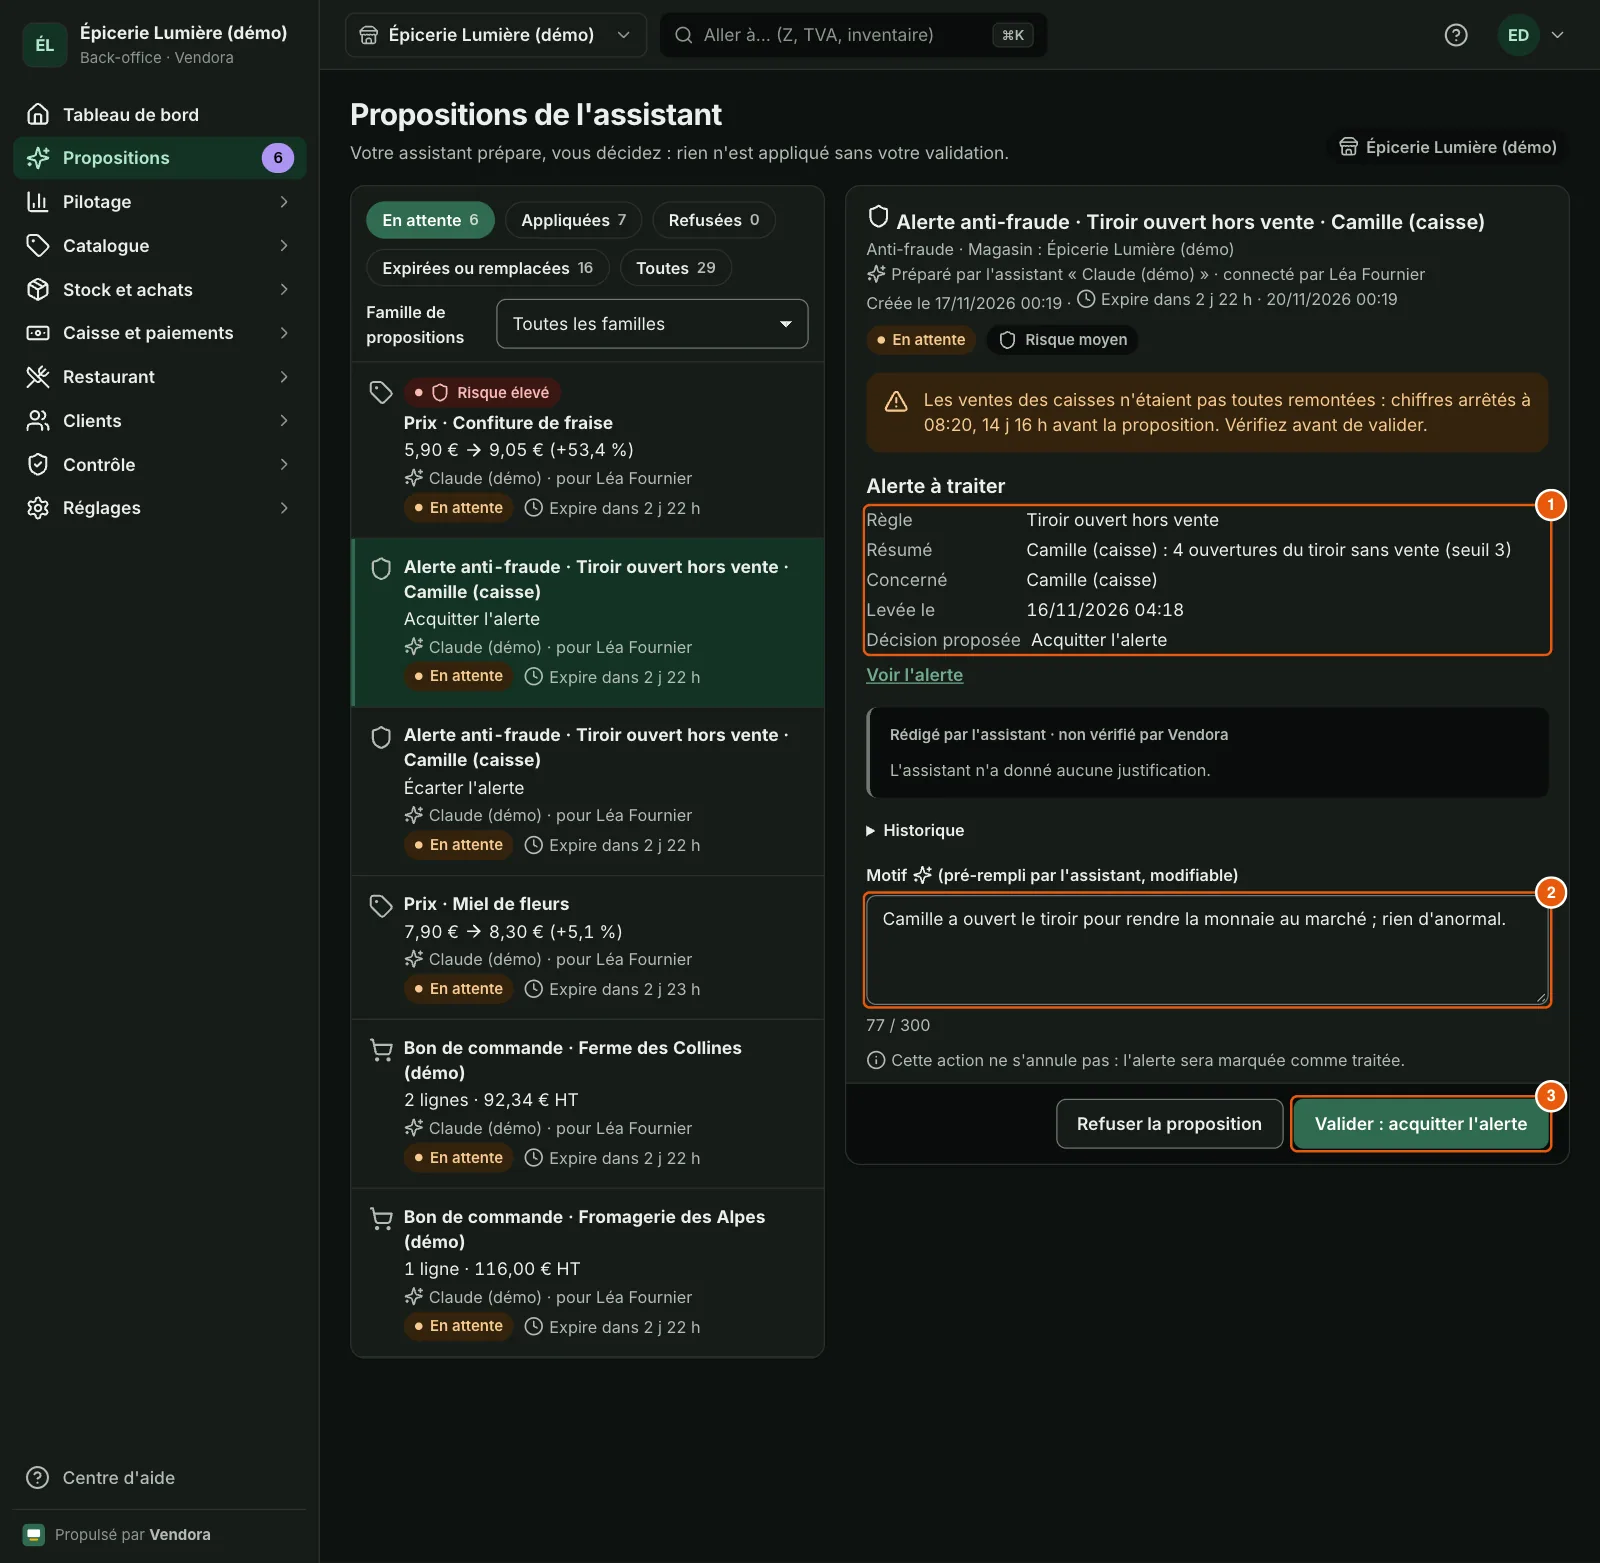 ÉL
Épicerie Lumière (démo)
Back-office · Vendora
Tableau de bord
Propositions 6
Pilotage
Catalogue
Stock et achats
Caisse et paiements
Restaurant
Clients
Contrôle
Réglages
Centre d'aide
Propulsé par Vendora
Épicerie Lumière (démo)
Aller à... (Z, TVA, inventaire) ⌘K
ED
Propositions de l'assistant
Votre assistant prépare, vous décidez : rien n'est appliqué sans votre validation.
Épicerie Lumière (démo)
En attente 6 Appliquées 7 Refusées 0
Expirées ou remplacées 16 Toutes 29
Famille de
propositions
Toutes les familles
Risque élevé
Prix · Confiture de fraise
5,90 € → 9,05 € (+53,4 %)
Claude (démo) · pour Léa Fournier
En attente Expire dans 2 j 22 h
Alerte anti-fraude · Tiroir ouvert hors vente ·
Camille (caisse)
Acquitter l'alerte
Claude (démo) · pour Léa Fournier
En attente Expire dans 2 j 22 h
Alerte anti-fraude · Tiroir ouvert hors vente ·
Camille (caisse)
Écarter l'alerte
Claude (démo) · pour Léa Fournier
En attente Expire dans 2 j 22 h
Prix · Miel de fleurs
7,90 € → 8,30 € (+5,1 %)
Claude (démo) · pour Léa Fournier
En attente Expire dans 2 j 23 h
Bon de commande · Ferme des Collines
(démo)
2 lignes · 92,34 € HT
Claude (démo) · pour Léa Fournier
En attente Expire dans 2 j 22 h
Bon de commande · Fromagerie des Alpes
(démo)
1 ligne · 116,00 € HT
Claude (démo) · pour Léa Fournier
En attente Expire dans 2 j 22 h
Alerte anti-fraude · Tiroir ouvert hors vente · Camille (caisse)
Anti-fraude · Magasin : Épicerie Lumière (démo)
Préparé par l'assistant « Claude (démo) » · connecté par Léa Fournier
Créée le 17/11/2026 00:19 · Expire dans 2 j 22 h · 20/11/2026 00:19
En attente Risque moyen
Les ventes des caisses n'étaient pas toutes remontées : chiffres arrêtés à
08:20, 14 j 16 h avant la proposition. Vérifiez avant de valider.
Alerte à traiter
1
Règle Tiroir ouvert hors vente
Résumé Camille (caisse) : 4 ouvertures du tiroir sans vente (seuil 3)
Concerné Camille (caisse)
Levée le 16/11/2026 04:18
Décision proposée Acquitter l'alerte
Voir l'alerte
Rédigé par l'assistant · non vérifié par Vendora
L'assistant n'a donné aucune justification.
Historique
Motif (pré-rempli par l'assistant, modifiable)
2
Camille a ouvert le tiroir pour rendre la monnaie au marché ; rien d'anormal.
77 / 300
Cette action ne s'annule pas : l'alerte sera marquée comme traitée.
3
Refuser la proposition Valider : acquitter l'alerte